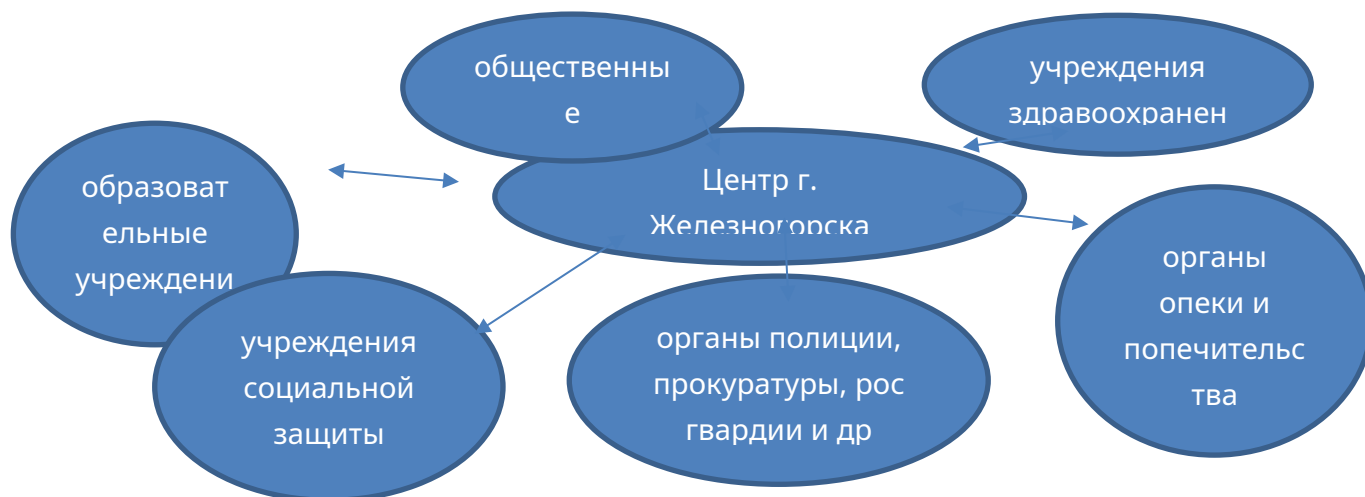 общественны
е
учреждения
здравоохранен
образоват
ельные
учреждени
Центр г.
Железногорска
учреждения
социальной
защиты
органы полиции,
прокуратуры, рос
гвардии и др
органы
опеки и
попечительс
тва